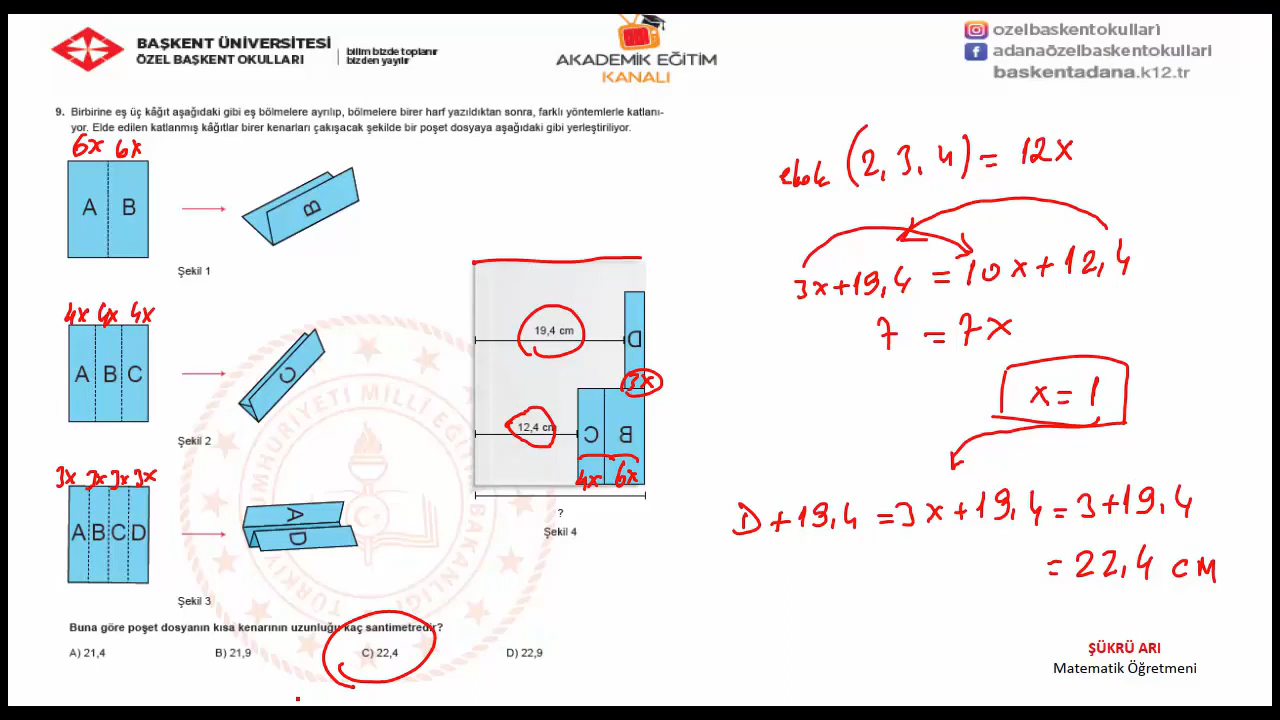 BAŞKENT ÜNİVERSİTESİ
ÖZEL BAŞKENT OKULLARI
bilim bizde toplanır
bizden yayılır
AKADEMİK EĞİTİM
KANALI
ozelbaskentokullari
adanaözelbaskentokullari
baskentadana.k12.tr
9. Birbirine eş üç kâğıt aşağıdaki gibi eş bölmelere ayrılıp, bölmelere birer harf yazıldıktan sonra, farklı yöntemlerle katlanı-
yor. Elde edilen katlanmış kâğıtlar birer kenarları çakışacak şekilde bir poşet dosyaya aşağıdaki gibi yerleştiriliyor.
6x 6x
A B
B
Şekil 1
4x 4x 4x
A B C
C
Şekil 2
3x 3x 3x 3x
A B C D
A
D
Şekil 3
19,4 cm
D
3x
12,4 cm
C B
4x 6x
?
Şekil 4
Buna göre poşet dosyanın kısa kenarının uzunluğu kaç santimetredir?
A) 21,4 B) 21,9 C) 22,4 D) 22,9
ekok (2, 3, 4) = 12x
3x+19,4 = 10x+12,4
7 = 7x
x = 1
D+19,4 = 3x+19,4 = 3+19,4
= 22,4 cm
ŞÜKRÜ ARI
Matematik Öğretmeni